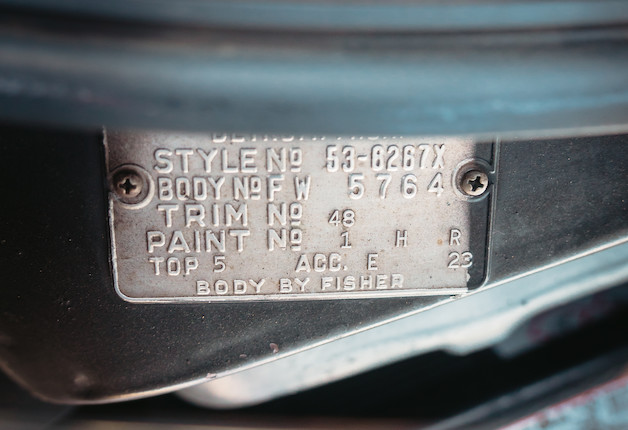 STYLE Nº 53-6267X
BODY Nº FW 5764
TRIM Nº 48
PAINT Nº 1 H R
TOP 5 ACC. E 23
BODY BY FISHER